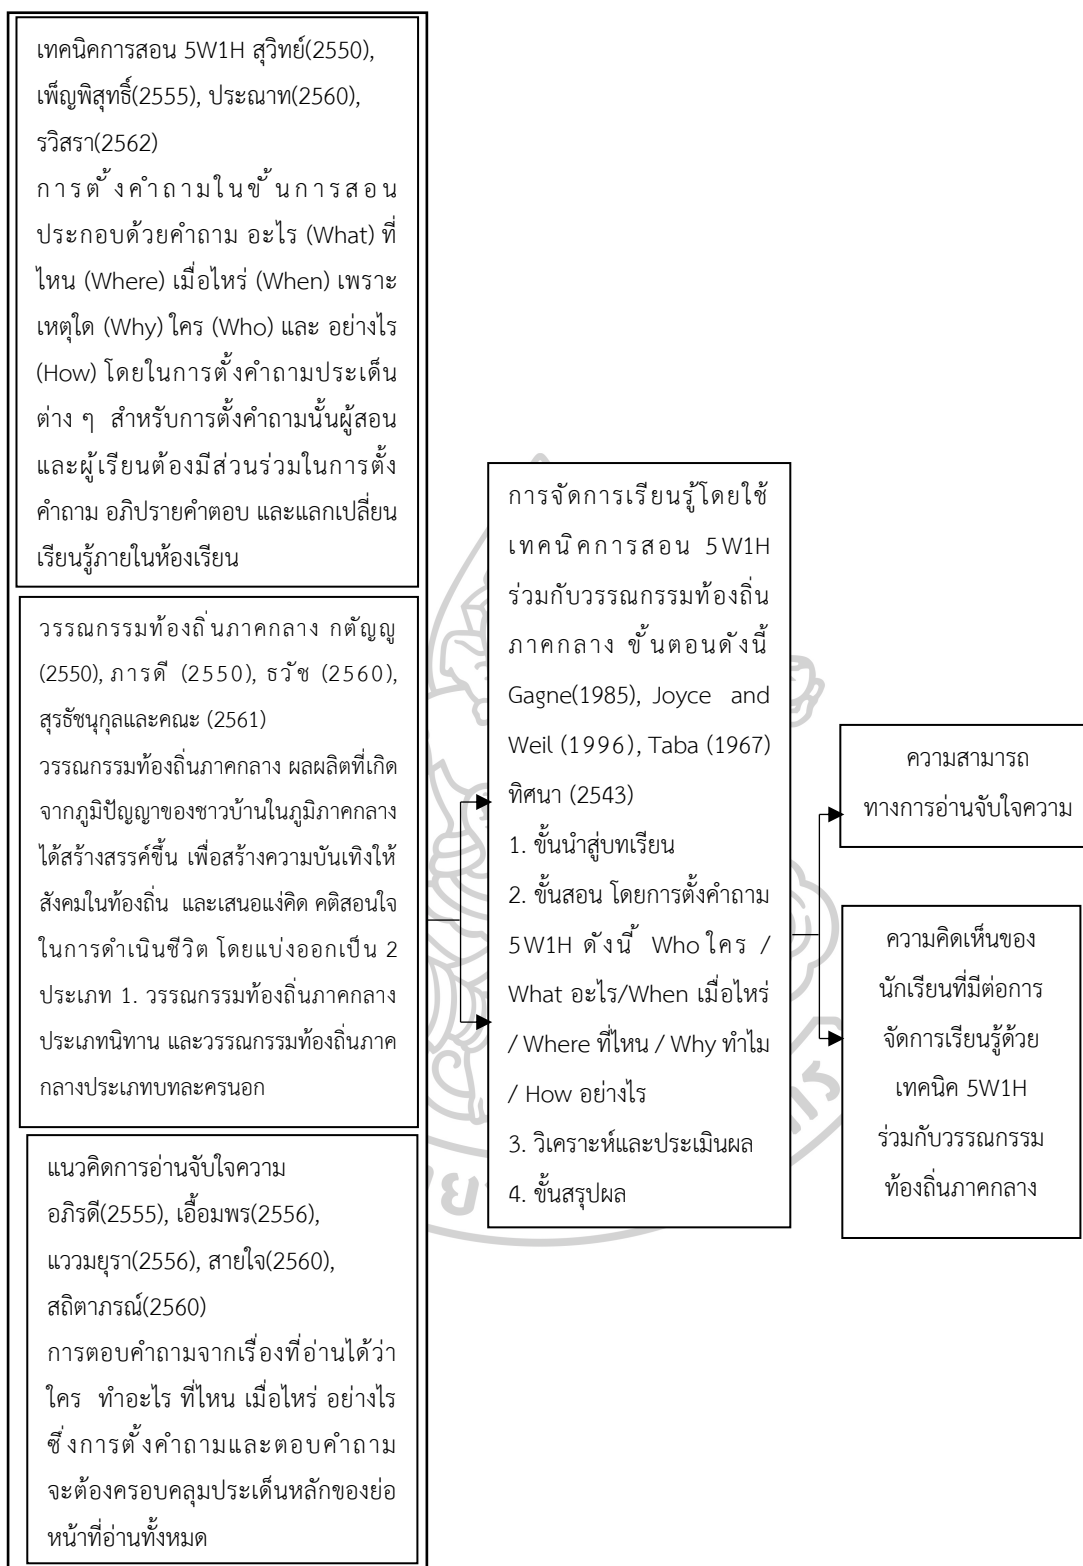 เทคนิคการสอน 5W1H สุวิทย์(2550),
เพ็ญพิสุทธิ์(2555), ประณาท(2560),
รวิสรา(2562)
การตั้งคำถามในขั้นการสอน
ประกอบด้วยคำถาม อะไร (What) ที่
ไหน (Where) เมื่อไหร่ (When) เพราะ
เหตุใด (Why) ใคร (Who) และ อย่างไร
(How) โดยในการตั้งคำถามประเด็น
ต่าง ๆ สำหรับการตั้งคำถามนั้นผู้สอน
และผู้เรียนต้องมีส่วนร่วมในการตั้ง
คำถาม อภิปรายคำตอบ และแลกเปลี่ยน
เรียนรู้ภายในห้องเรียน
วรรณกรรมท้องถิ่นภาคกลาง กตัญญู
(2550), ภารดี (2550), ธวัช (2560),
สุรธัชนุกุลและคณะ (2561)
วรรณกรรมท้องถิ่นภาคกลาง ผลผลิตที่เกิด
จากภูมิปัญญาของชาวบ้านในภูมิภาคกลาง
ได้สร้างสรรค์ขึ้น เพื่อสร้างความบันเทิงให้
สังคมในท้องถิ่น และเสนอแง่คิด คติสอนใจ
ในการดำเนินชีวิต โดยแบ่งออกเป็น 2
ประเภท 1. วรรณกรรมท้องถิ่นภาคกลาง
ประเภทนิทาน และวรรณกรรมท้องถิ่นภาค
กลางประเภทบทละครนอก
แนวคิดการอ่านจับใจความ
อภิรดี(2555), เอื้อมพร(2556),
แววมยุรา(2556), สายใจ(2560),
สถิตาภรณ์(2560)
การตอบคำถามจากเรื่องที่อ่านได้ว่า
ใคร ทำอะไร ที่ไหน เมื่อไหร่ อย่างไร
ซึ่งการตั้งคำถามและตอบคำถาม
จะต้องครอบคลุมประเด็นหลักของย่อ
หน้าที่อ่านทั้งหมด
การจัดการเรียนรู้โดยใช้
เทคนิคการสอน 5W1H
ร่วมกับวรรณกรรมท้องถิ่น
ภาคกลาง ขั้นตอนดังนี้
Gagne(1985), Joyce and
Weil (1996), Taba (1967)
ทิศนา (2543)
1. ขั้นนำสู่บทเรียน
2. ขั้นสอน โดยการตั้งคำถาม
5W1H ดังนี้ Who ใคร /
What อะไร/When เมื่อไหร่
/ Where ที่ไหน / Why ทำไม
/ How อย่างไร
3. วิเคราะห์และประเมินผล
4. ขั้นสรุปผล
ความสามารถ
ทางการอ่านจับใจความ
ความคิดเห็นของ
นักเรียนที่มีต่อการ
จัดการเรียนรู้ด้วย
เทคนิค 5W1H
ร่วมกับวรรณกรรม
ท้องถิ่นภาคกลาง